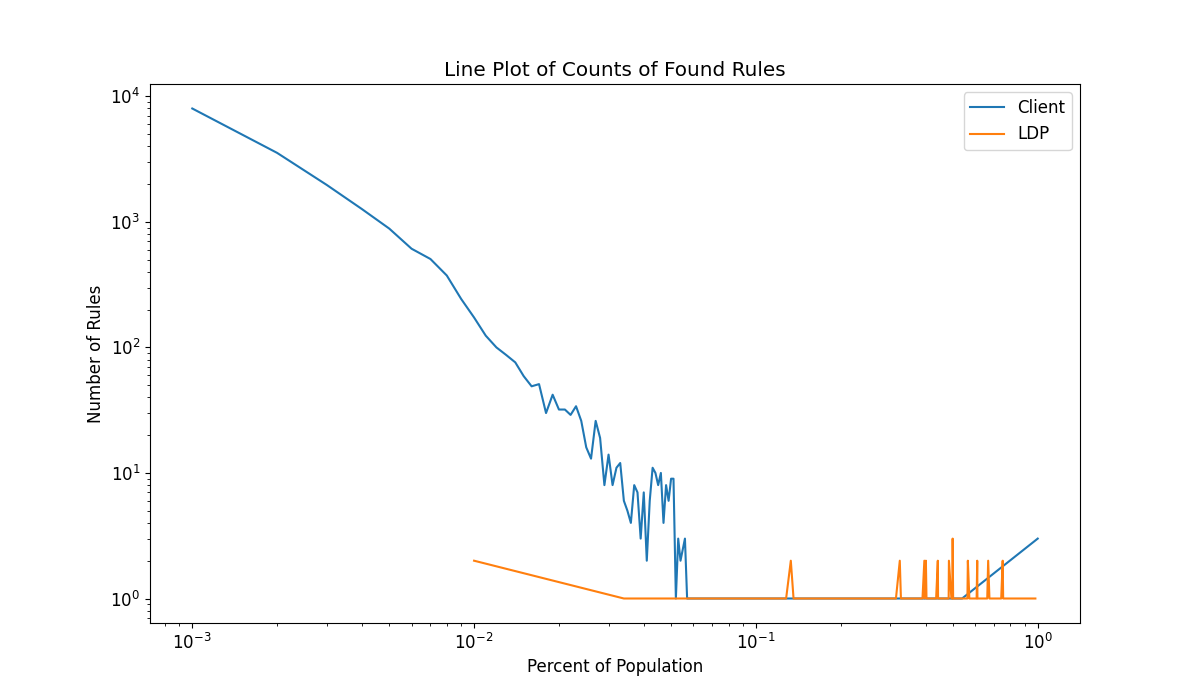 Line Plot of Counts of Found Rules
Client
LDP
10^4
10^3
10^2
10^1
10^0
Number of Rules
10^-3
10^-2
10^-1
10^0
Percent of Population